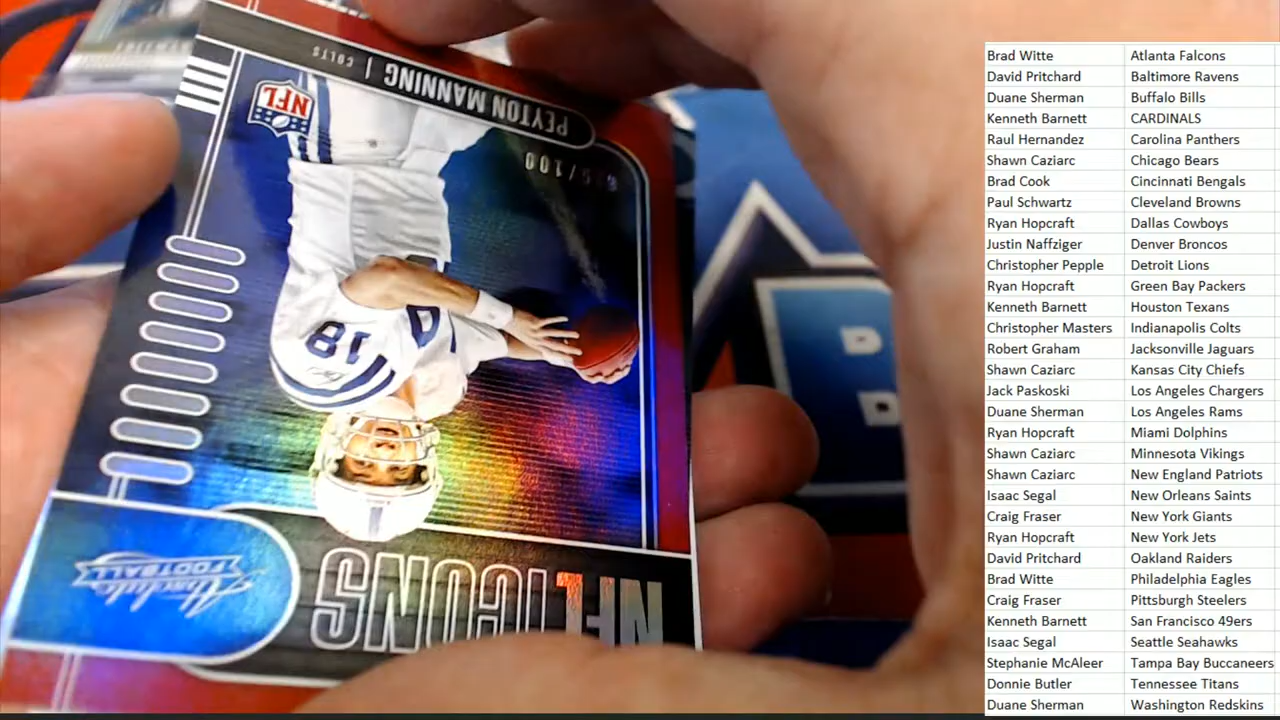 NFL ICONS
Absolute
FOOTBALL
18
NFL
/100
PEYTON MANNING | COLTS
Brad Witte Atlanta Falcons
David Pritchard Baltimore Ravens
Duane Sherman Buffalo Bills
Kenneth Barnett CARDINALS
Raul Hernandez Carolina Panthers
Shawn Caziarc Chicago Bears
Brad Cook Cincinnati Bengals
Paul Schwartz Cleveland Browns
Ryan Hopcraft Dallas Cowboys
Justin Naffziger Denver Broncos
Christopher Pepple Detroit Lions
Ryan Hopcraft Green Bay Packers
Kenneth Barnett Houston Texans
Christopher Masters Indianapolis Colts
Robert Graham Jacksonville Jaguars
Shawn Caziarc Kansas City Chiefs
Jack Paskoski Los Angeles Chargers
Duane Sherman Los Angeles Rams
Ryan Hopcraft Miami Dolphins
Shawn Caziarc Minnesota Vikings
Shawn Caziarc New England Patriots
Isaac Segal New Orleans Saints
Craig Fraser New York Giants
Ryan Hopcraft New York Jets
David Pritchard Oakland Raiders
Brad Witte Philadelphia Eagles
Craig Fraser Pittsburgh Steelers
Kenneth Barnett San Francisco 49ers
Isaac Segal Seattle Seahawks
Stephanie McAleer Tampa Bay Buccaneers
Donnie Butler Tennessee Titans
Duane Sherman Washington Redskins